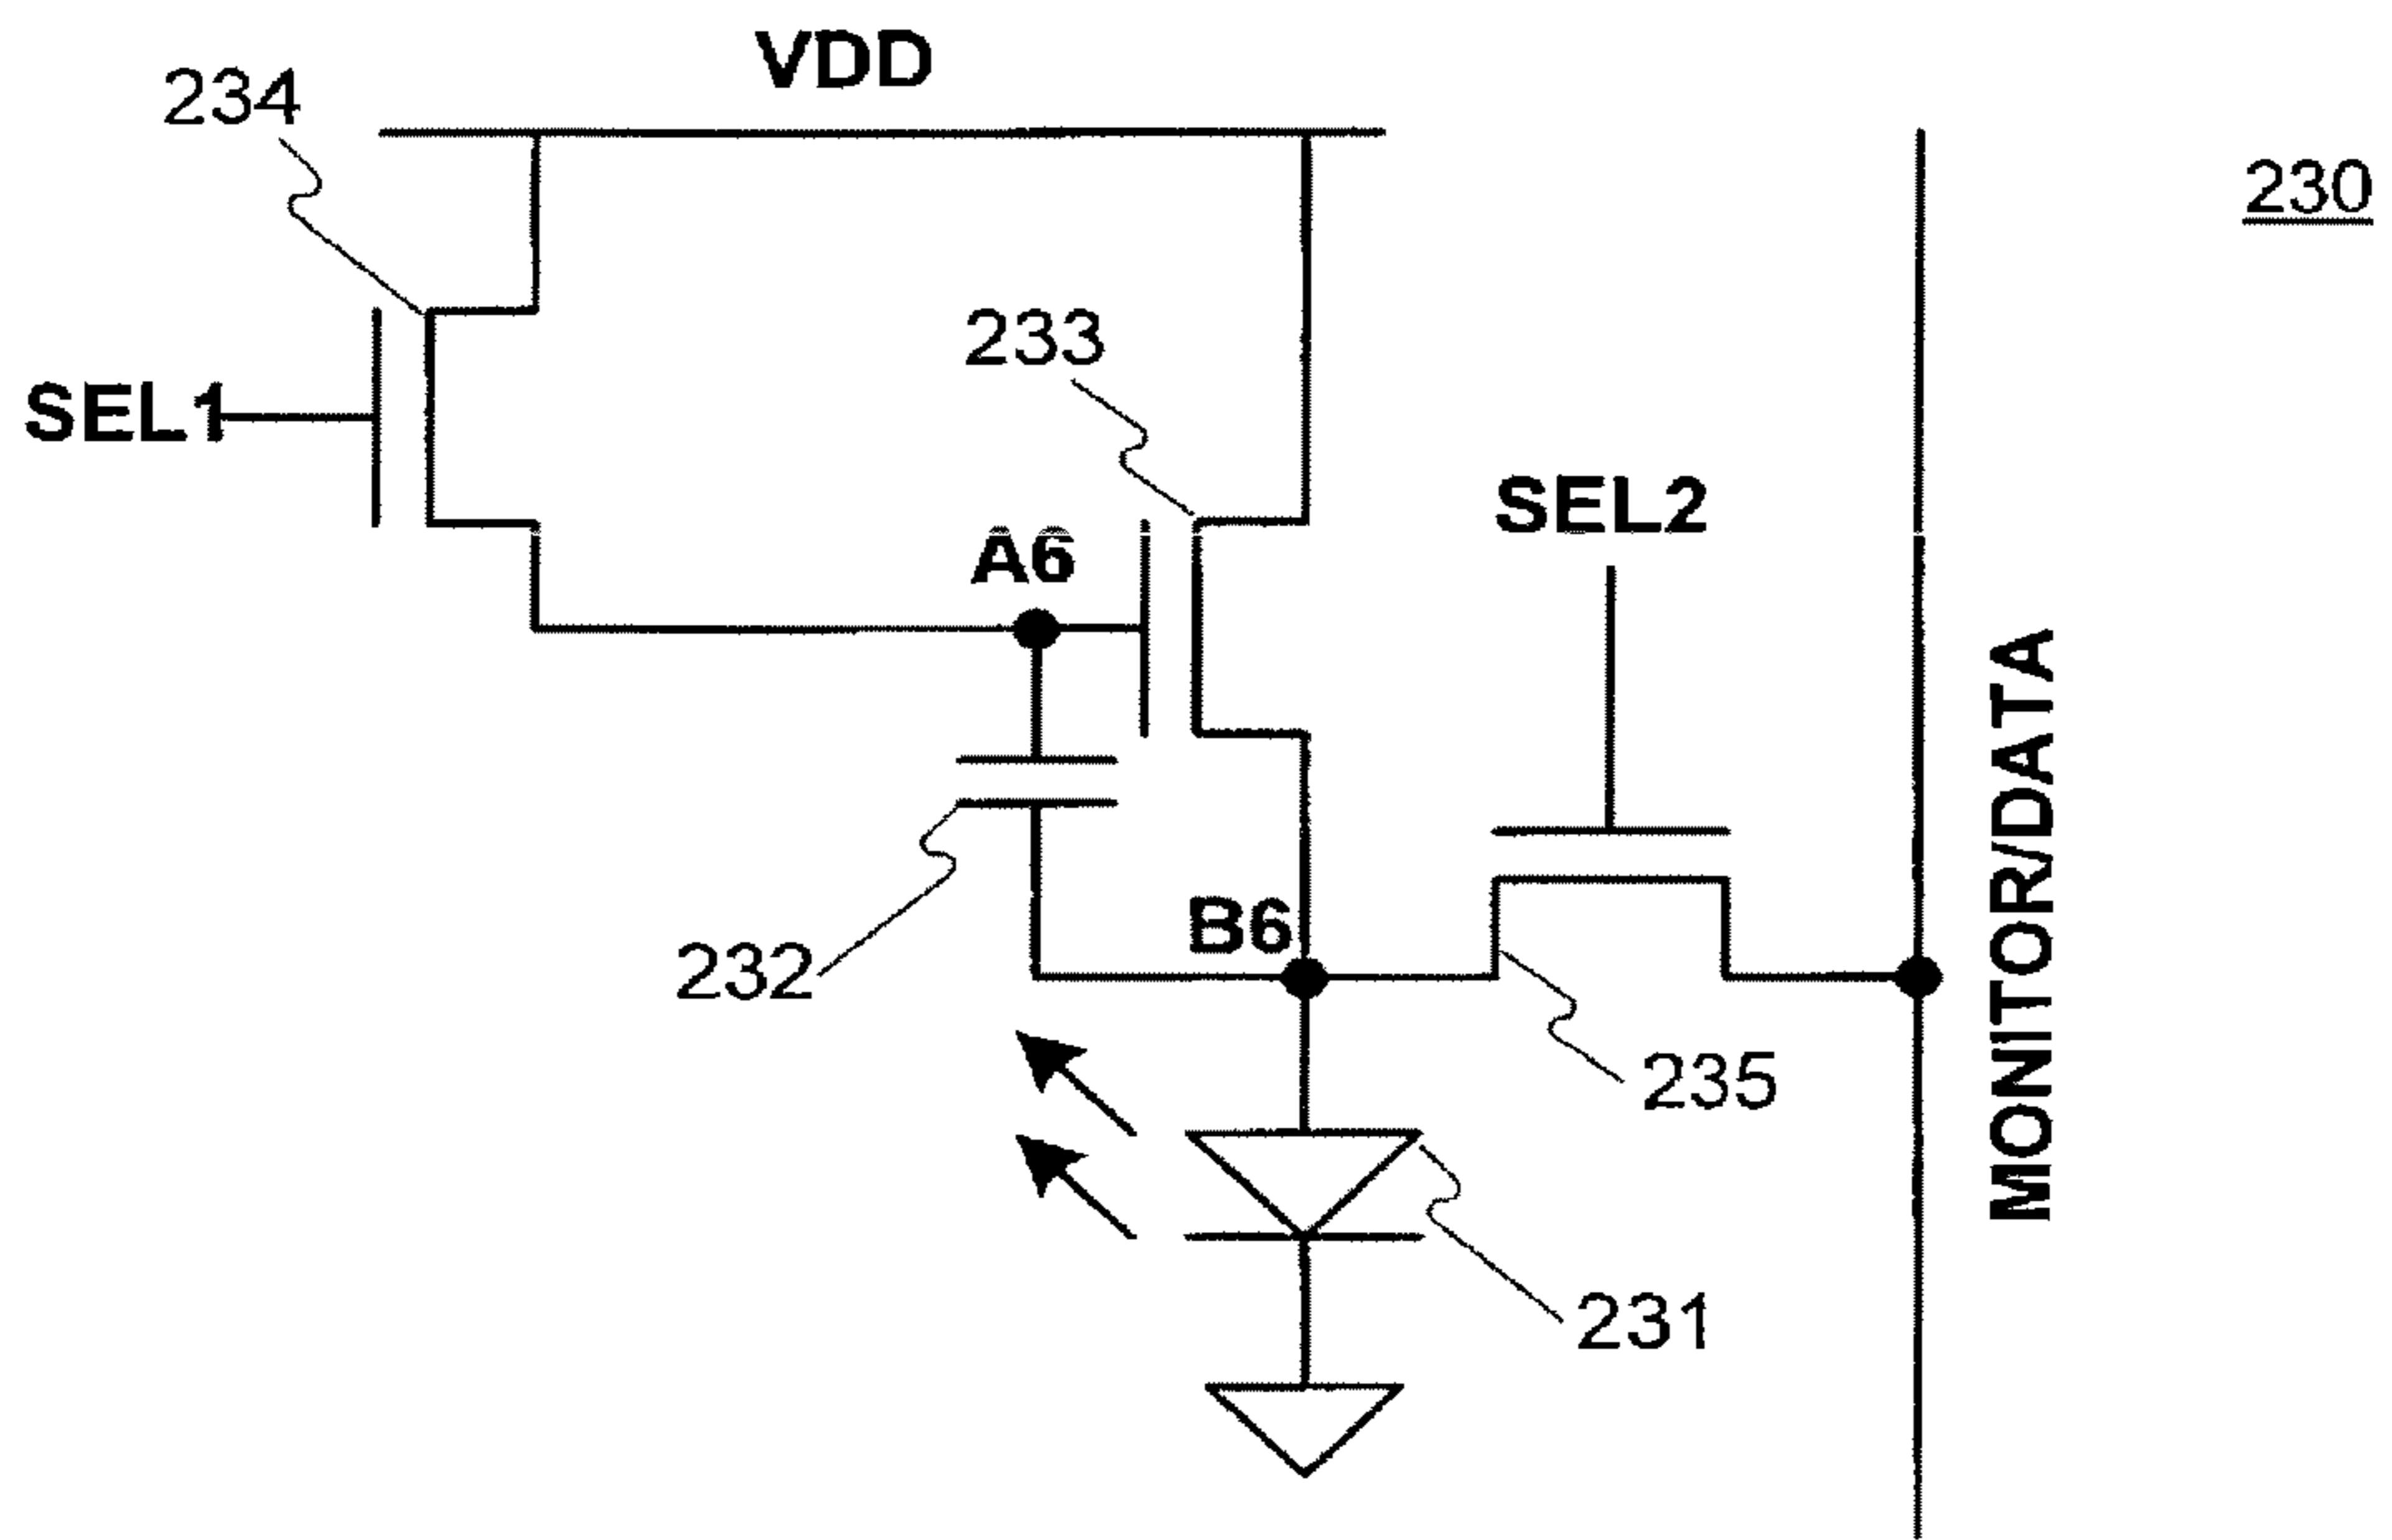 VDD
234
230
233
SEL1
SEL2
A6
MONITOR/DATA
B6
232
235
231